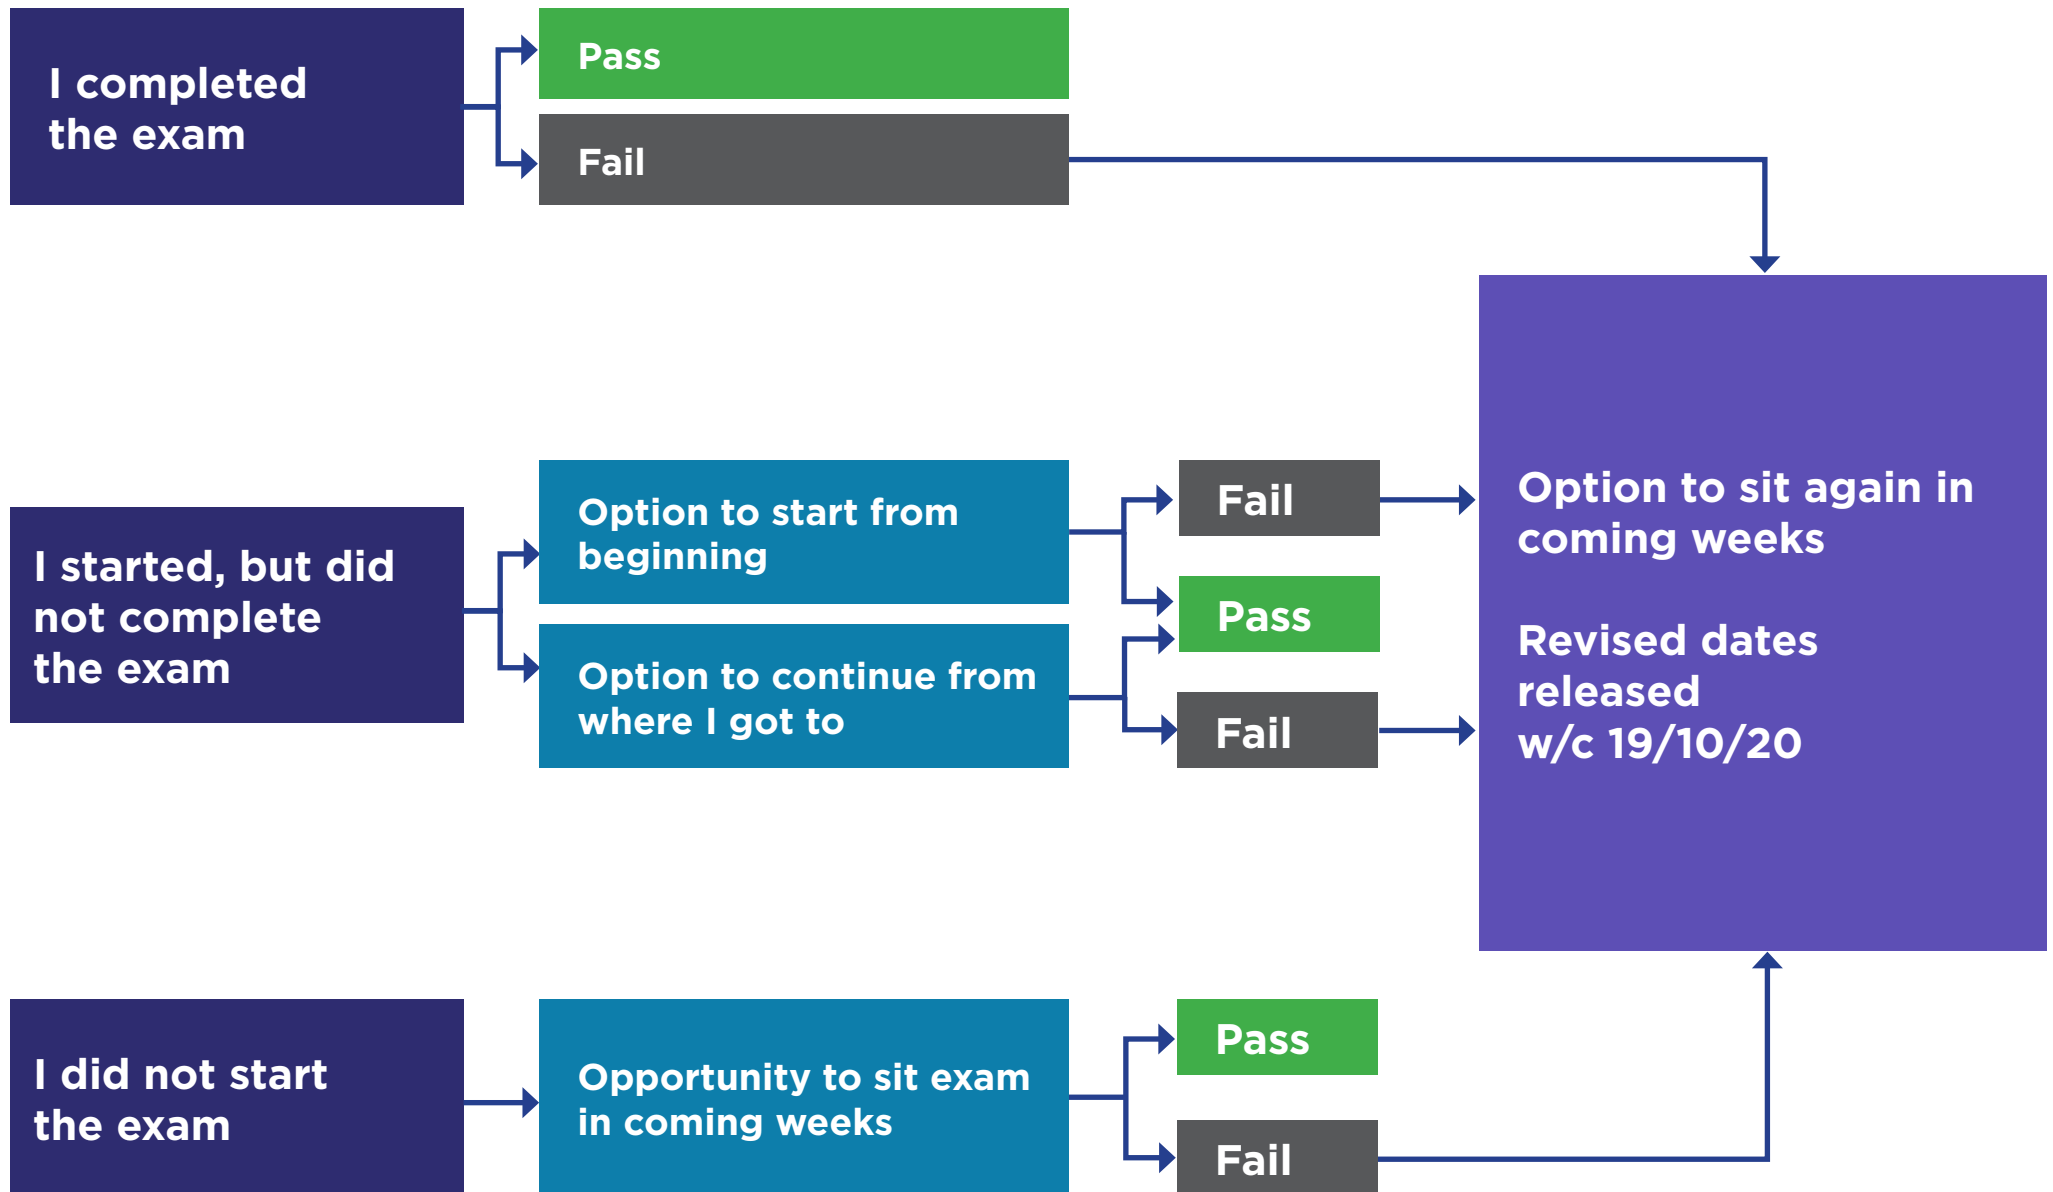 I completed
the exam
Pass
Fail
I started, but did
not complete
the exam
Option to start from
beginning
Option to continue from
where I got to
Fail
Pass
Fail
Option to sit again in
coming weeks
Revised dates
released
w/c 19/10/20
I did not start
the exam
Opportunity to sit exam
in coming weeks
Pass
Fail